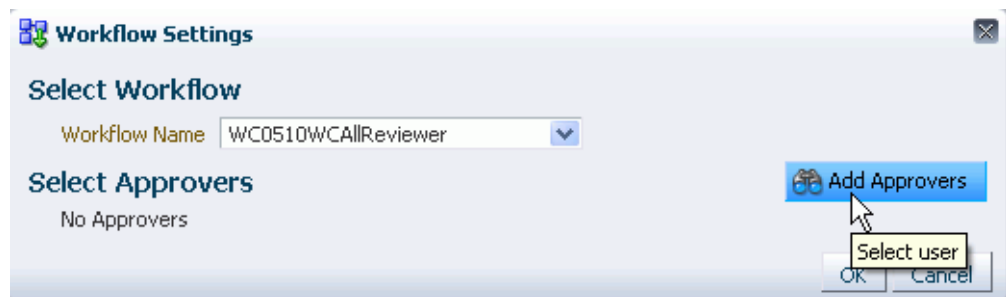 Workflow Settings
Select Workflow
Workflow Name WC0510WCAllReviewer
Select Approvers
Add Approvers
No Approvers
Select user
OK Cancel